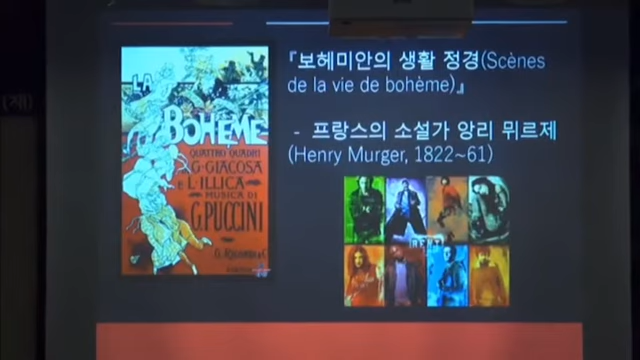 『보헤미안의 생활 정경(Scènes
de la vie de bohème)』
- 프랑스의 소설가 앙리 뮈르제
(Henry Murger, 1822~61)
LA
BOHÈME
QUATTRO QUADRI
G. GIACOSA
E L. ILLICA
MUSICA DI
G. PUCCINI
RENT